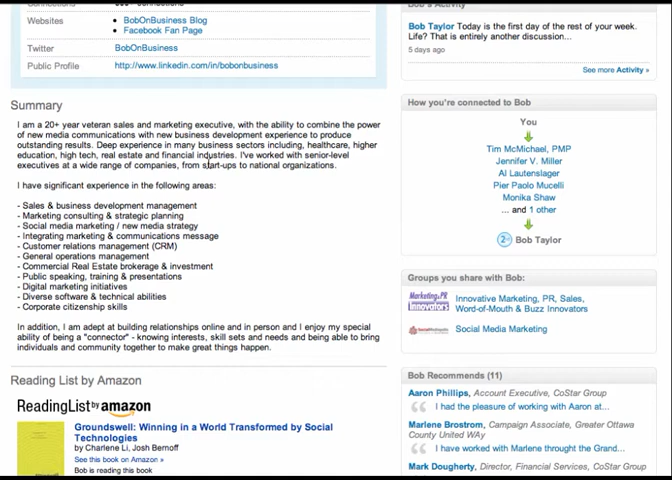 Connections
Websites
• BobOnBusiness Blog
• Facebook Fan Page
Twitter
BobOnBusiness
Public Profile
http://www.linkedin.com/in/bobonbusiness
Summary
I am a 20+ year veteran sales and marketing executive, with the ability to combine the power
of new media communications with new business development experience to produce
outstanding results. Deep experience in many business sectors including, healthcare, higher
education, high tech, real estate and financial industries. I've worked with senior-level
executives at a wide range of companies, from start-ups to national organizations.
I have significant experience in the following areas:
- Sales & business development management
- Marketing consulting & strategic planning
- Social media marketing / new media strategy
- Integrating marketing & communications message
- Customer relations management (CRM)
- General operations management
- Commercial Real Estate brokerage & investment
- Public speaking, training & presentations
- Digital marketing initiatives
- Diverse software & technical abilities
- Corporate citizenship skills
In addition, I am adept at building relationships online and in person and I enjoy my special
ability of being a "connector" - knowing interests, skill sets and needs and being able to bring
individuals and community together to make great things happen.
Reading List by Amazon
ReadingList by amazon
Groundswell: Winning in a World Transformed by Social
Technologies
by Charlene Li, Josh Bernoff
See this book on Amazon »
Bob is reading this book
Bob's Activity
Bob Taylor Today is the first day of the rest of your week.
Life? That is entirely another discussion...
5 days ago
See more Activity »
How you're connected to Bob
You
Tim McMichael, PMP
Jennifer V. Miller
Al Lautenslager
Pier Paolo Mucelli
Monika Shaw
... and 1 other
2nd Bob Taylor
Groups you share with Bob:
Marketing PR
Innovators
Innovative Marketing, PR, Sales,
Word-of-Mouth & Buzz Innovators
Social Media Marketing
Bob Recommends (11)
Aaron Phillips, Account Executive, CoStar Group
I had the pleasure of working with Aaron at...
Marlene Brostrom, Campaign Associate, Greater Ottawa
County United WAy
I have worked with Marlene throught the Grand...
Mark Dougherty, Director, Financial Services, CoStar Group